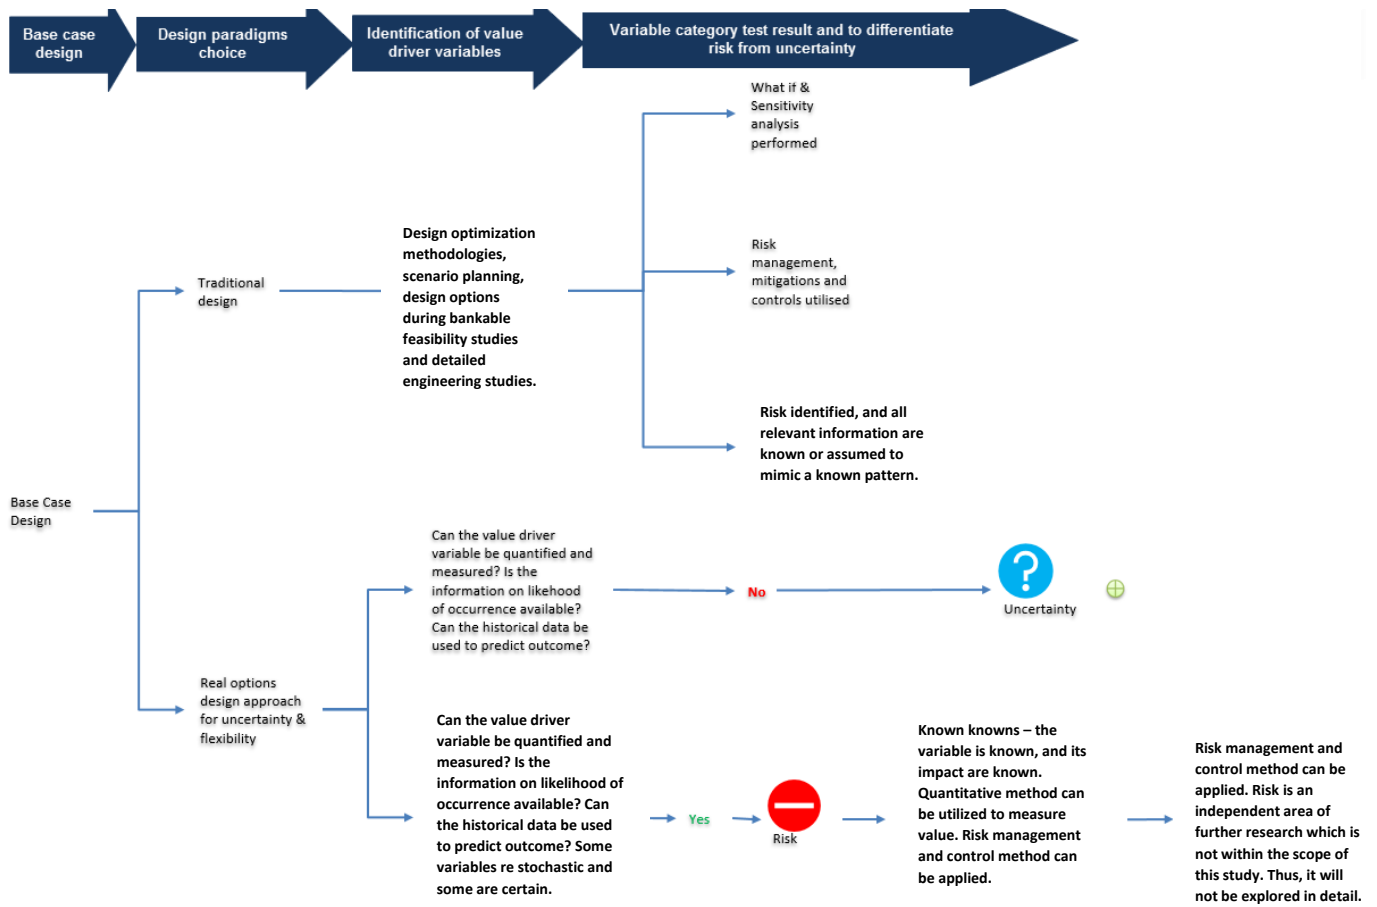 Base case
design
Design paradigms
choice
Identification of value
driver variables
Variable category test result and to differentiate
risk from uncertainty
What if &
Sensitivity
analysis
performed
Design optimization
methodologies,
scenario planning,
design options
during bankable
feasibility studies
and detailed
engineering studies.
Risk
management,
mitigations and
controls utilised
Traditional
design
Risk identified, and all
relevant information are
known or assumed to
mimic a known pattern.
Base Case
Design
Can the value driver
variable be quantified and
measured? Is the
information on likehood
of occurrence available?
Can the historical data be
used to predict outcome?
No
?
Uncertainty
Real options
design approach
for uncertainty &
flexibility
Can the value driver
variable be quantified and
measured? Is the
information on likelihood of
occurrence available? Can
the historical data be used
to predict outcome? Some
variables re stochastic and
some are certain.
Yes
Risk
Known knowns – the
variable is known, and its
impact are known.
Quantitative method can
be utilized to measure
value. Risk management
and control method can
be applied.
Risk management and
control method can be
applied. Risk is an
independent area of
further research which is
not within the scope of
this study. Thus, it will
not be explored in detail.